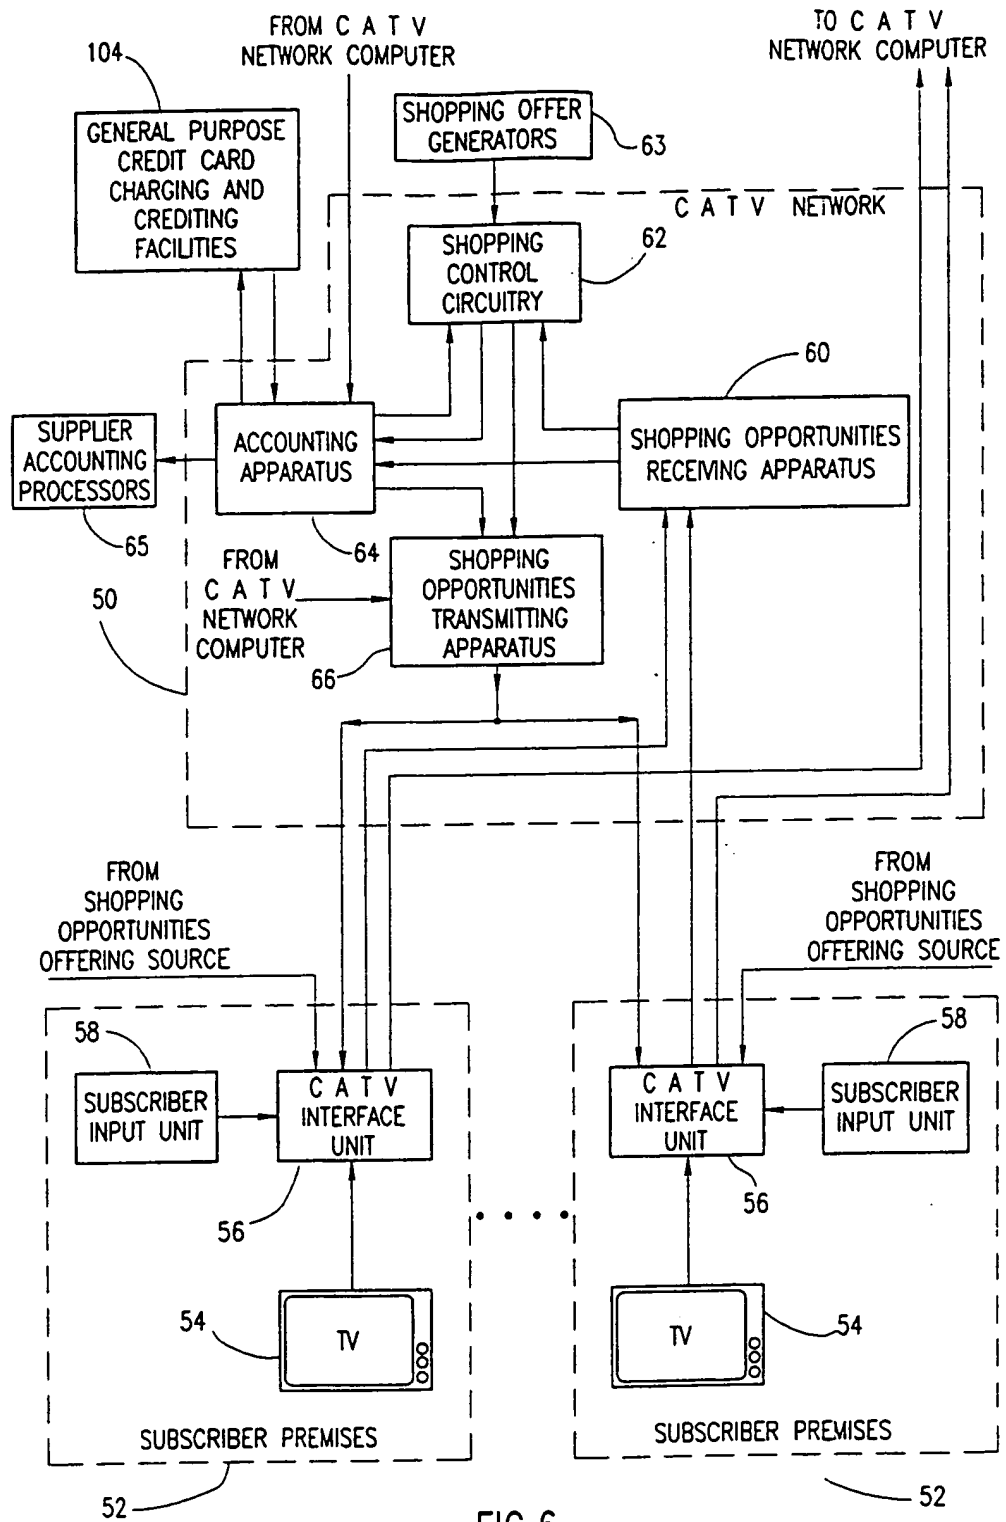 FROM C A T V
NETWORK COMPUTER
TO C A T V
NETWORK COMPUTER
104
GENERAL PURPOSE
CREDIT CARD
CHARGING AND
CREDITING
FACILITIES
SHOPPING OFFER
GENERATORS
63
C A T V NETWORK
SHOPPING
CONTROL
CIRCUITRY
62
60
SUPPLIER
ACCOUNTING
PROCESSORS
65
ACCOUNTING
APPARATUS
64
SHOPPING OPPORTUNITIES
RECEIVING APPARATUS
50
FROM
C A T V
NETWORK
COMPUTER
SHOPPING
OPPORTUNITIES
TRANSMITTING
APPARATUS
66
FROM
SHOPPING
OPPORTUNITIES
OFFERING SOURCE
FROM
SHOPPING
OPPORTUNITIES
OFFERING SOURCE
58
SUBSCRIBER
INPUT UNIT
C A T V
INTERFACE
UNIT
56
54
TV
SUBSCRIBER PREMISES
52
C A T V
INTERFACE
UNIT
56
58
SUBSCRIBER
INPUT UNIT
TV
54
SUBSCRIBER PREMISES
52
FIG.6